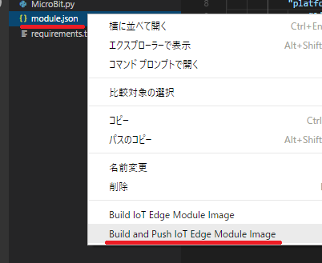 MicroBit.py
8
"platfo
{ } module.json
横に並べて開く Ctrl+En
requirements.t
エクスプローラーで表示 Alt+Shif
コマンド プロンプトで開く
比較対象の選択
コピー Ctrl
パスのコピー Alt+Shif
名前変更
削除
Build IoT Edge Module Image
Build and Push IoT Edge Module Image